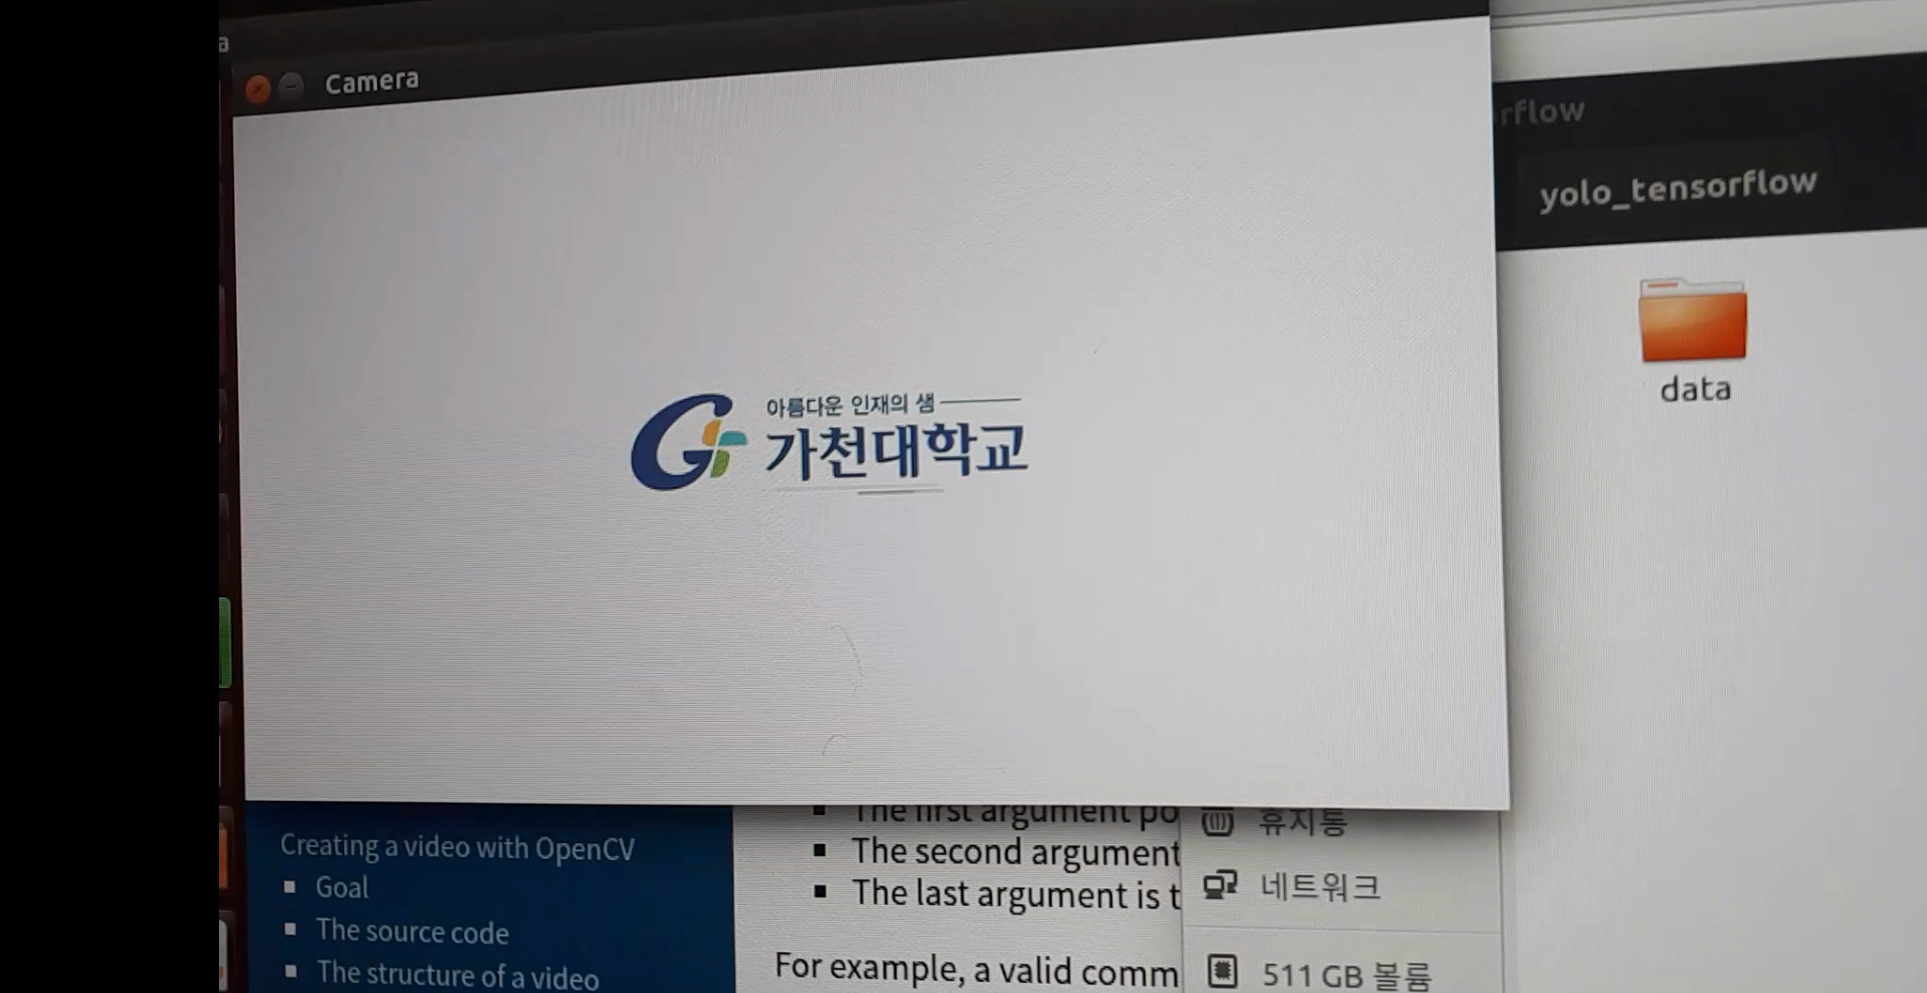 Camera
rflow
yolo_tensorflow
data
아름다운 인재의 샘
가천대학교
Creating a video with OpenCV
Goal
The source code
The structure of a video
The first argument po
The second argument
The last argument is t
For example, a valid comm
휴지통
네트워크
511 GB 볼륨